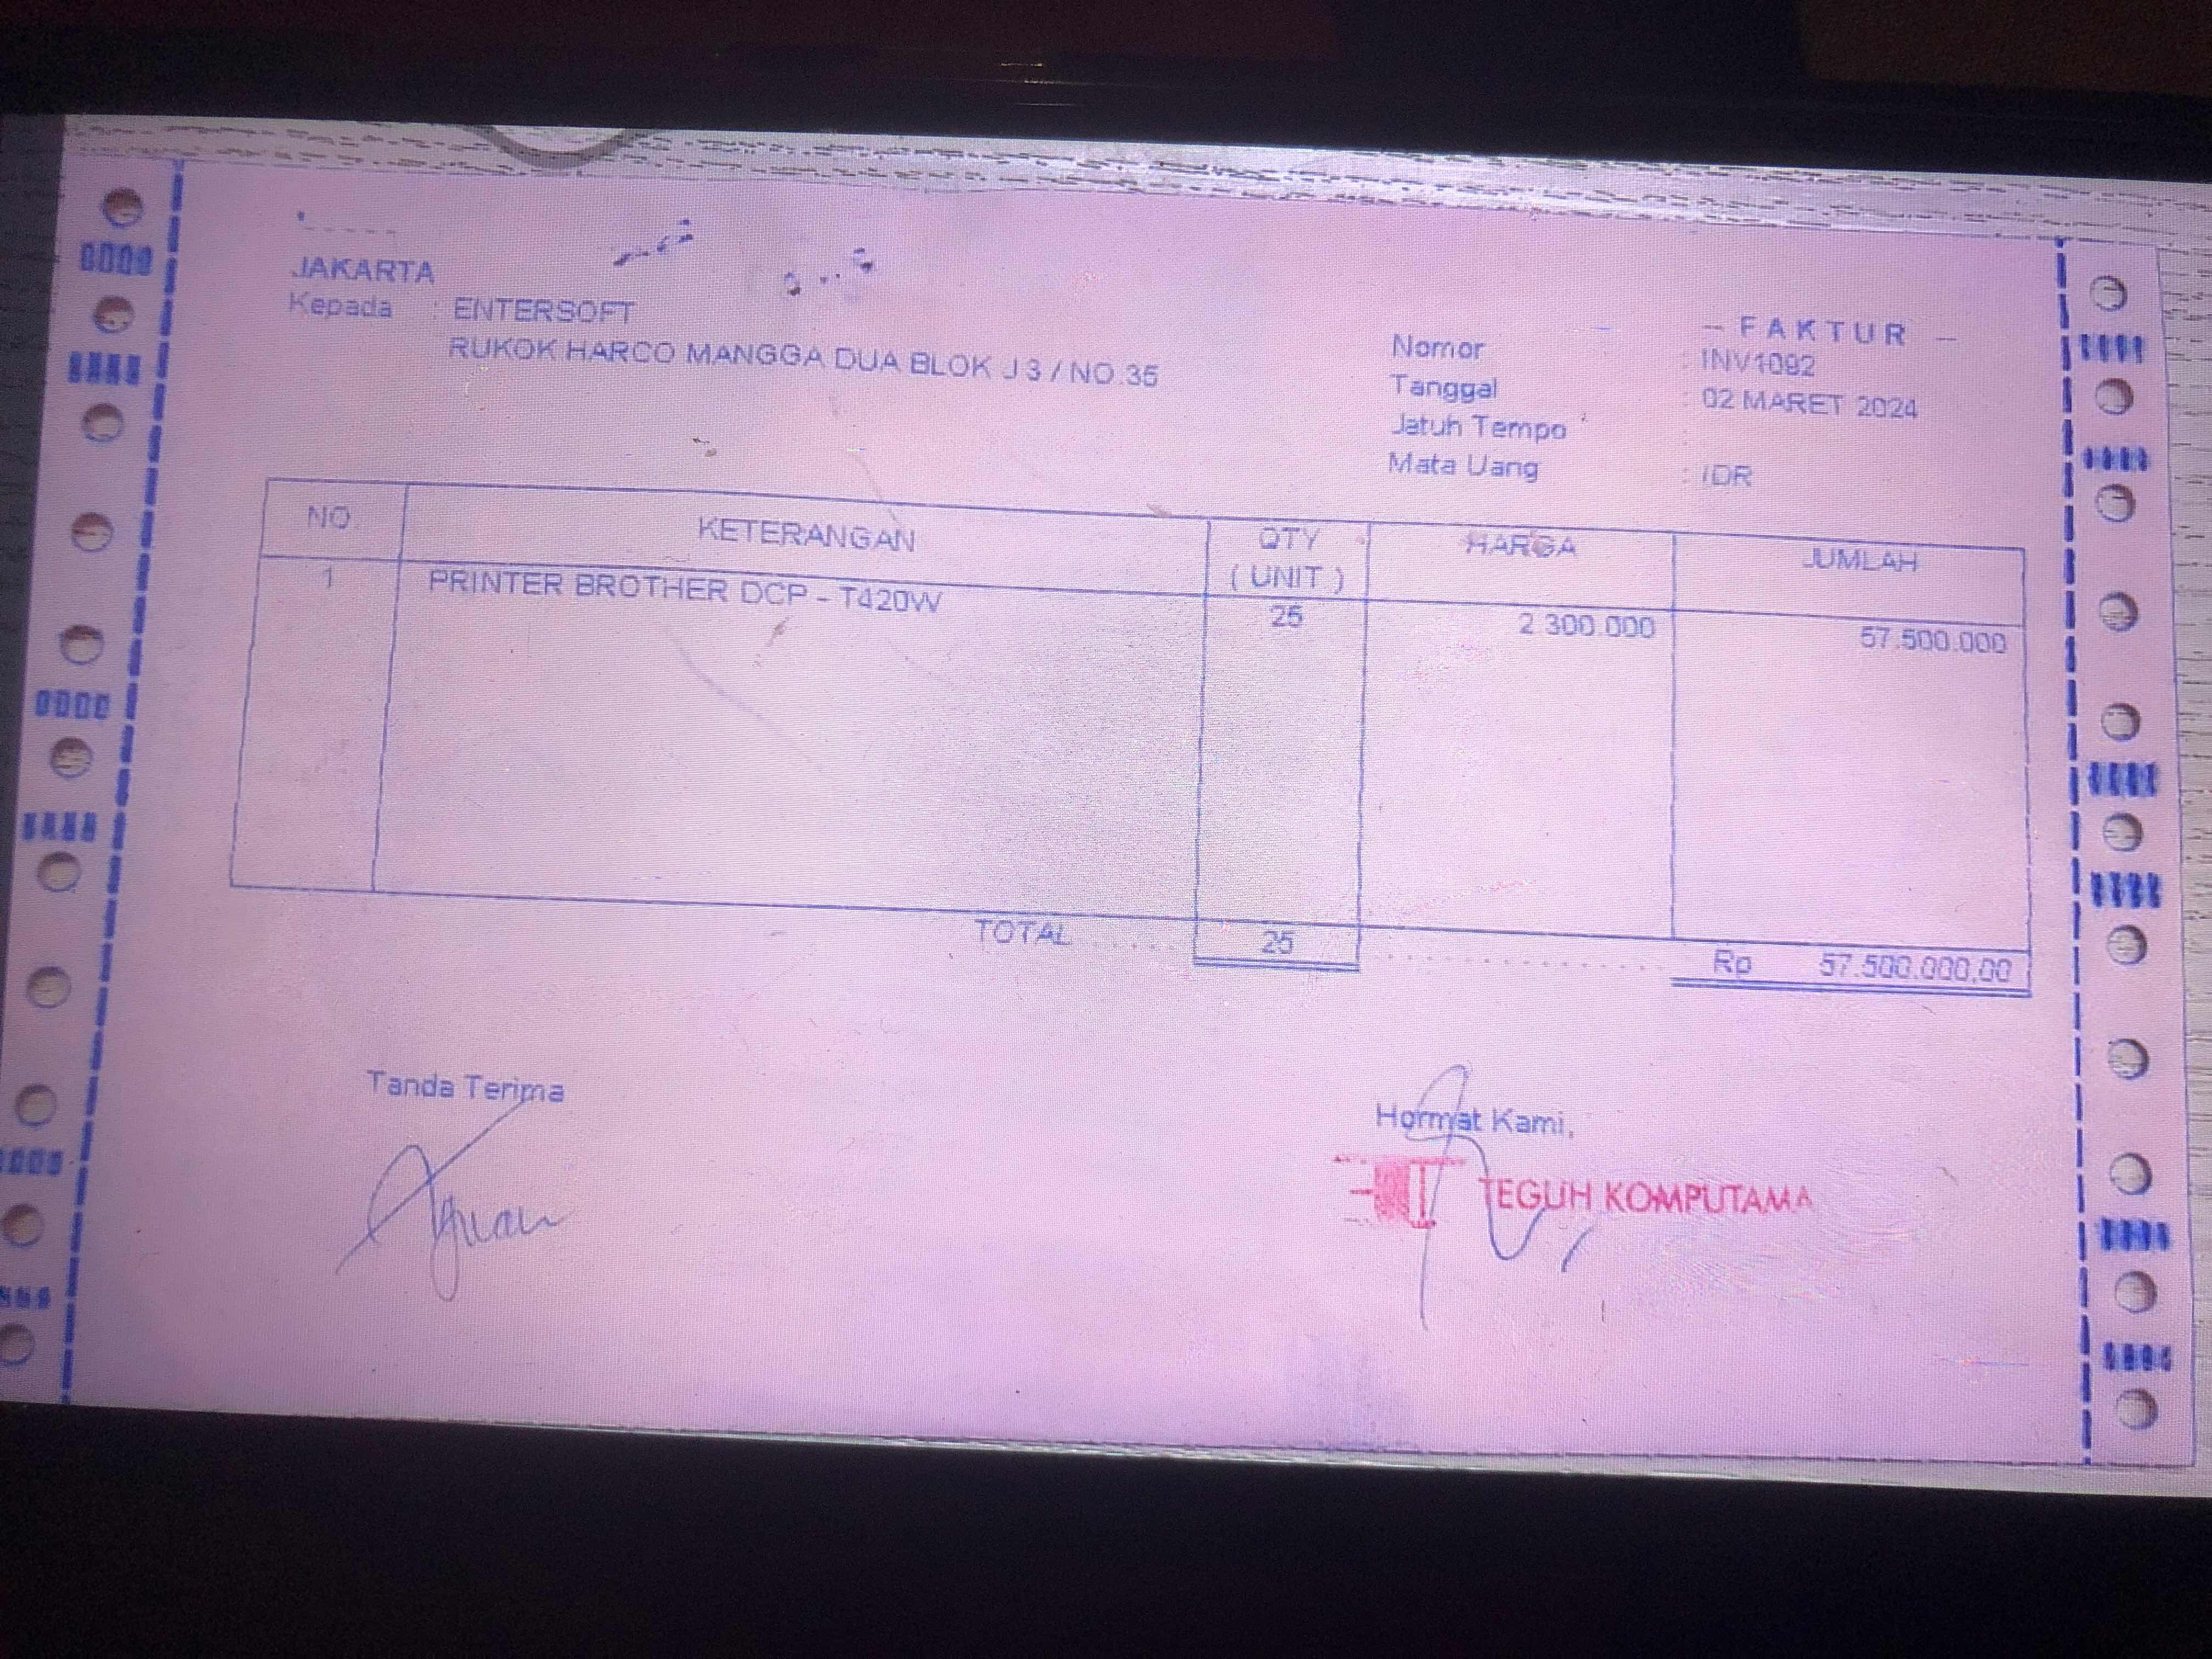 JAKARTA
Kepada : ENTERSOFT
RUKOK HARCO MANGGA DUA BLOK J 3 / NO.35
-- F A K T U R --
Nomor : INV1092
Tanggal : 02 MARET 2024
Jatuh Tempo :
Mata Uang : IDR
NO KETERANGAN QTY ( UNIT ) HARGA JUMLAH
1 PRINTER BROTHER DCP - T420W 25 2.300.000 57.500.000
TOTAL 25 Rp 57.500.000,00
Tanda Terima
Hormat Kami,
TEGUH KOMPUTAMA